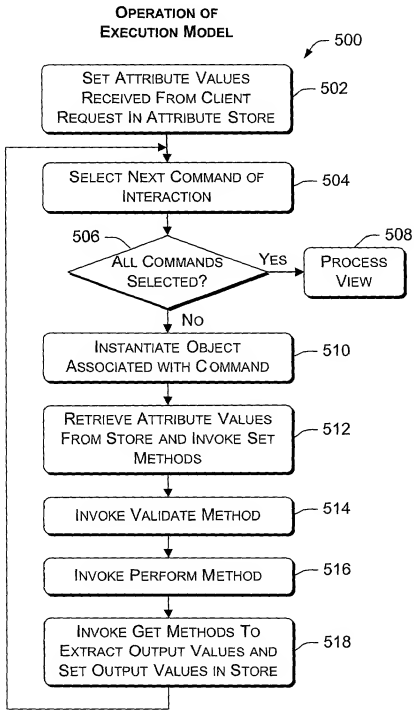 OPERATION OF
EXECUTION MODEL
500
SET ATTRIBUTE VALUES
RECEIVED FROM CLIENT
REQUEST IN ATTRIBUTE STORE
502
SELECT NEXT COMMAND OF
INTERACTION
504
506
ALL COMMANDS
SELECTED?
YES
508
PROCESS
VIEW
NO
INSTANTIATE OBJECT
ASSOCIATED WITH COMMAND
510
RETRIEVE ATTRIBUTE VALUES
FROM STORE AND INVOKE SET
METHODS
512
INVOKE VALIDATE METHOD
514
INVOKE PERFORM METHOD
516
INVOKE GET METHODS TO
EXTRACT OUTPUT VALUES AND
SET OUTPUT VALUES IN STORE
518